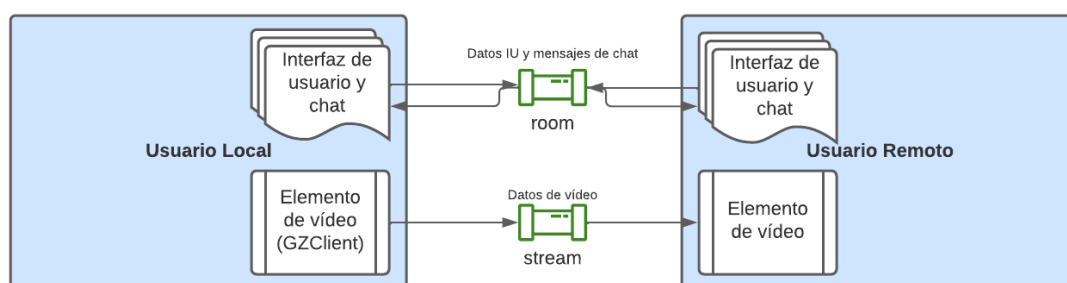 Interfaz de
usuario y
chat
Usuario Local
Elemento
de vídeo
(GZClient)
Datos IU y mensajes de chat
room
Datos de vídeo
stream
Interfaz de
usuario y
chat
Usuario Remoto
Elemento
de vídeo